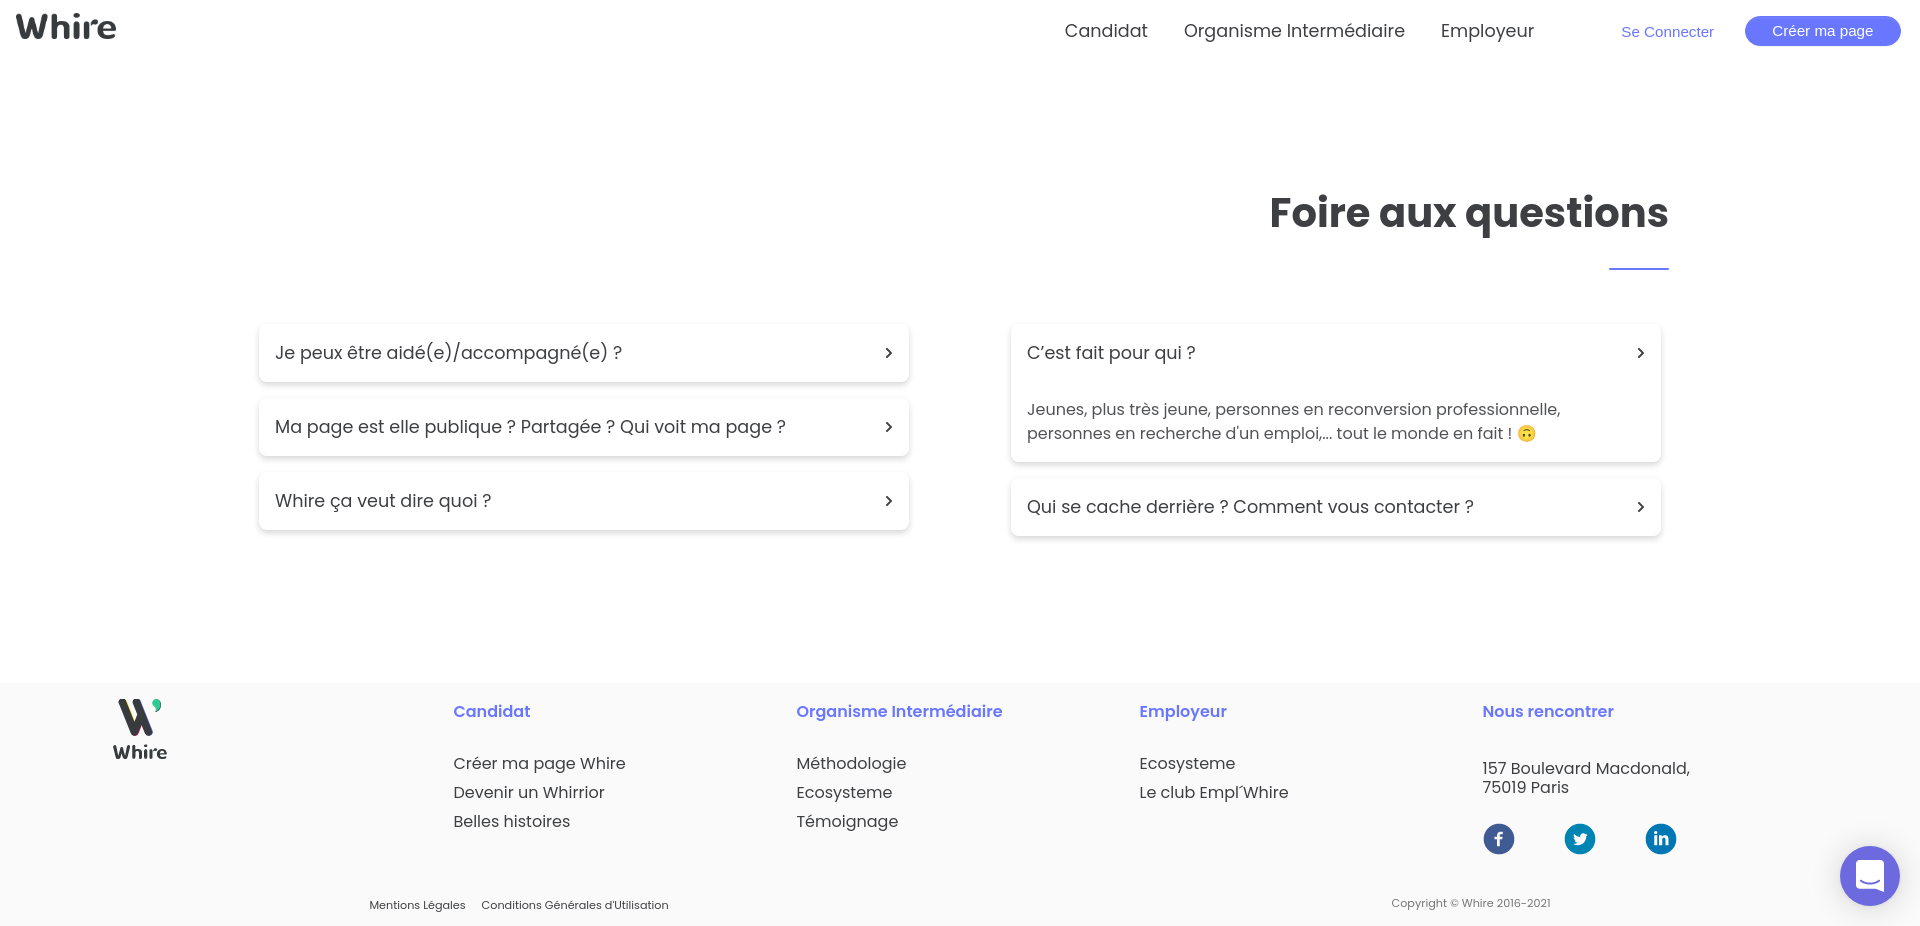 Whire
Candidat
Organisme Intermédiaire
Employeur
Se Connecter
Créer ma page
Foire aux questions
Je peux être aidé(e)/accompagné(e) ?
Ma page est elle publique ? Partagée ? Qui voit ma page ?
Whire ça veut dire quoi ?
C’est fait pour qui ?
Jeunes, plus très jeune, personnes en reconversion professionnelle,
personnes en recherche d'un emploi,... tout le monde en fait ! 🙃
Qui se cache derrière ? Comment vous contacter ?
Whire
Candidat
Créer ma page Whire
Devenir un Whirrior
Belles histoires
Organisme Intermédiaire
Méthodologie
Ecosysteme
Témoignage
Employeur
Ecosysteme
Le club Empl´Whire
Nous rencontrer
157 Boulevard Macdonald,
75019 Paris
Mentions Légales
Conditions Générales d'Utilisation
Copyright © Whire 2016-2021